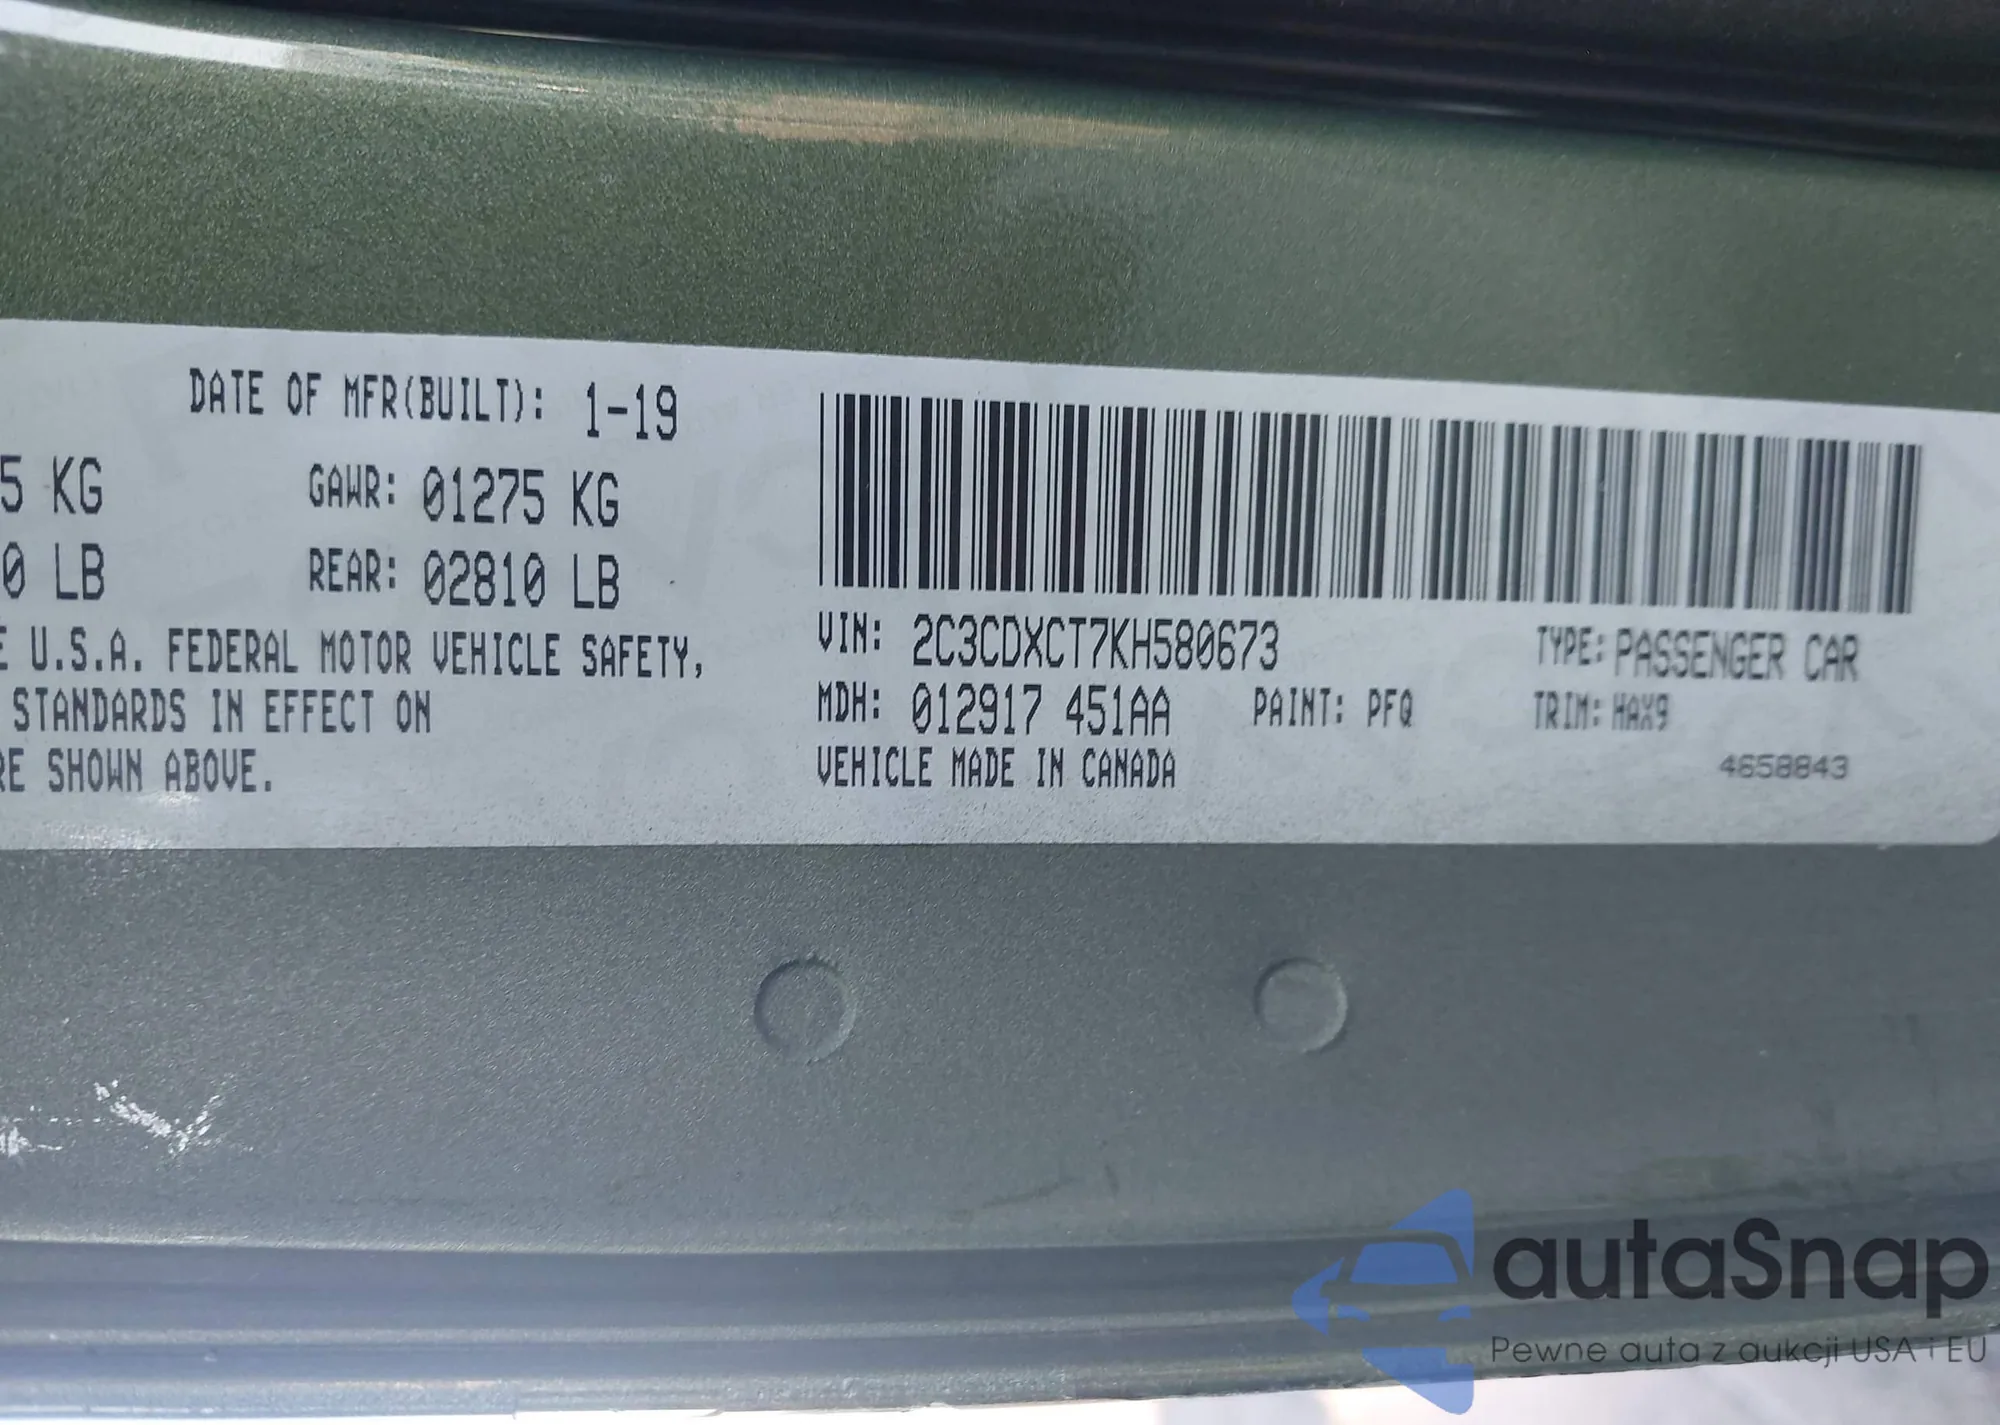 DATE OF MFR(BUILT): 1-19
5 KG GAWR: 01275 KG
0 LB REAR: 02810 LB
E U.S.A. FEDERAL MOTOR VEHICLE SAFETY,
STANDARDS IN EFFECT ON
RE SHOWN ABOVE.
VIN: 2C3CDXCT7KH580673 TYPE: PASSENGER CAR
MDH: 012917 451AA PAINT: PFQ TRIM: HAX9
VEHICLE MADE IN CANADA
4658843
autaSnap
Pewne auta z aukcji USA i EU